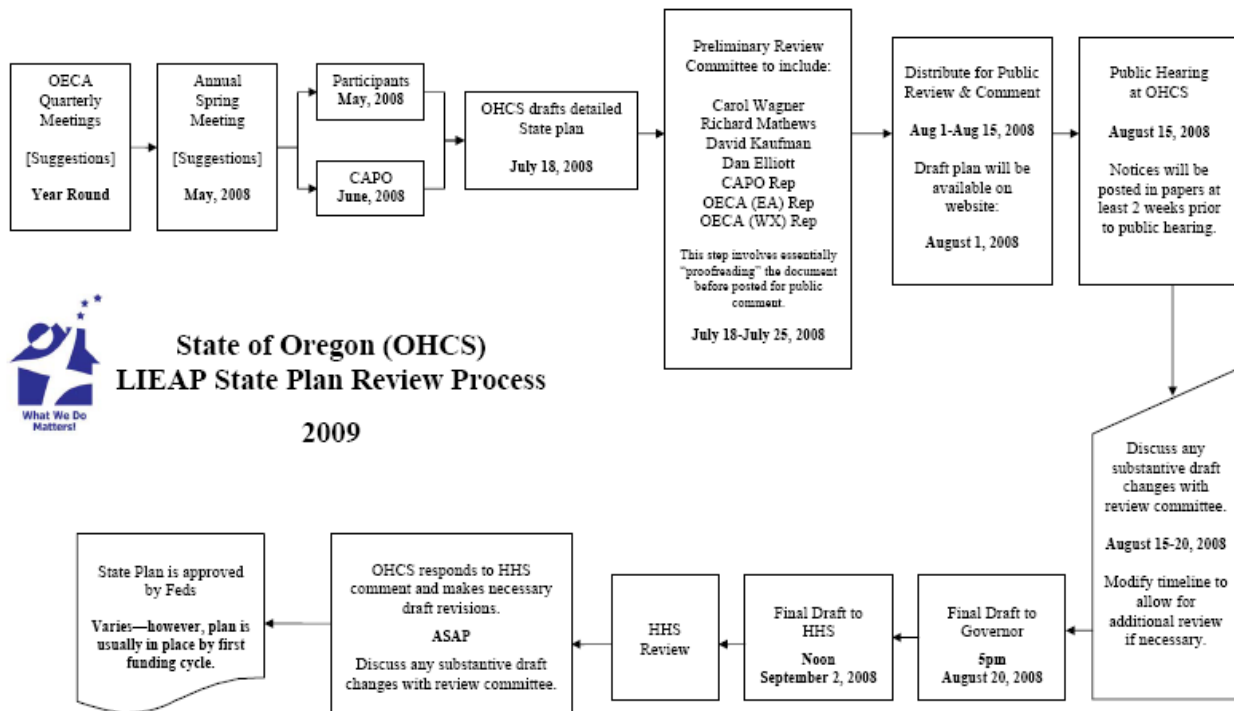 OECA
Quarterly
Meetings
[Suggestions]
Year Round
Annual
Spring
Meeting
[Suggestions]
May, 2008
Participants
May, 2008
CAPO
June, 2008
OHCS drafts detailed
State plan
July 18, 2008
Preliminary Review
Committee to include:
Carol Wagner
Richard Mathews
David Kaufman
Dan Elliott
CAPO Rep
OECA (EA) Rep
OECA (WX) Rep
This step involves essentially
"proofreading" the document
before posted for public
comment.
July 18-July 25, 2008
Distribute for Public
Review & Comment
Aug 1-Aug 15, 2008
Draft plan will be
available on
website:
August 1, 2008
Public Hearing
at OHCS
August 15, 2008
Notices will be
posted in papers at
least 2 weeks prior
to public hearing.
What We Do
Matters!
State of Oregon (OHCS)
LIEAP State Plan Review Process
2009
Discuss any
substantive draft
changes with
review committee.
August 15-20, 2008
Modify timeline to
allow for
additional review
if necessary.
Final Draft to
Governor
5pm
August 20, 2008
Final Draft to
HHS
Noon
September 2, 2008
HHS
Review
OHCS responds to HHS
comment and makes necessary
draft revisions.
ASAP
Discuss any substantive draft
changes with review committee.
State Plan is approved
by Feds
Varies—however, plan is
usually in place by first
funding cycle.